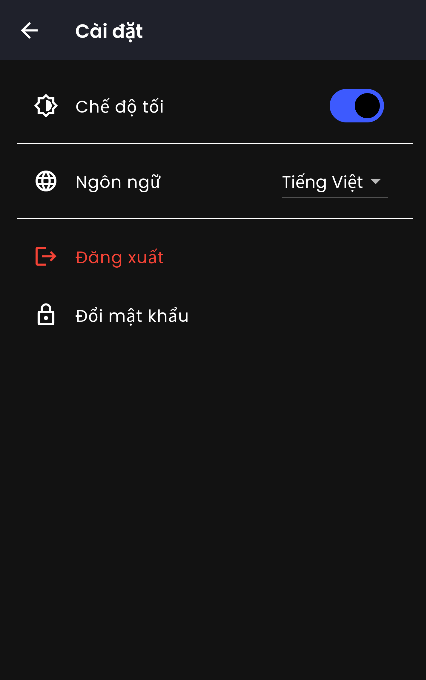 Cài đặt
Chế độ tối
Ngôn ngữ
Tiếng Việt
Đăng xuất
Đổi mật khẩu